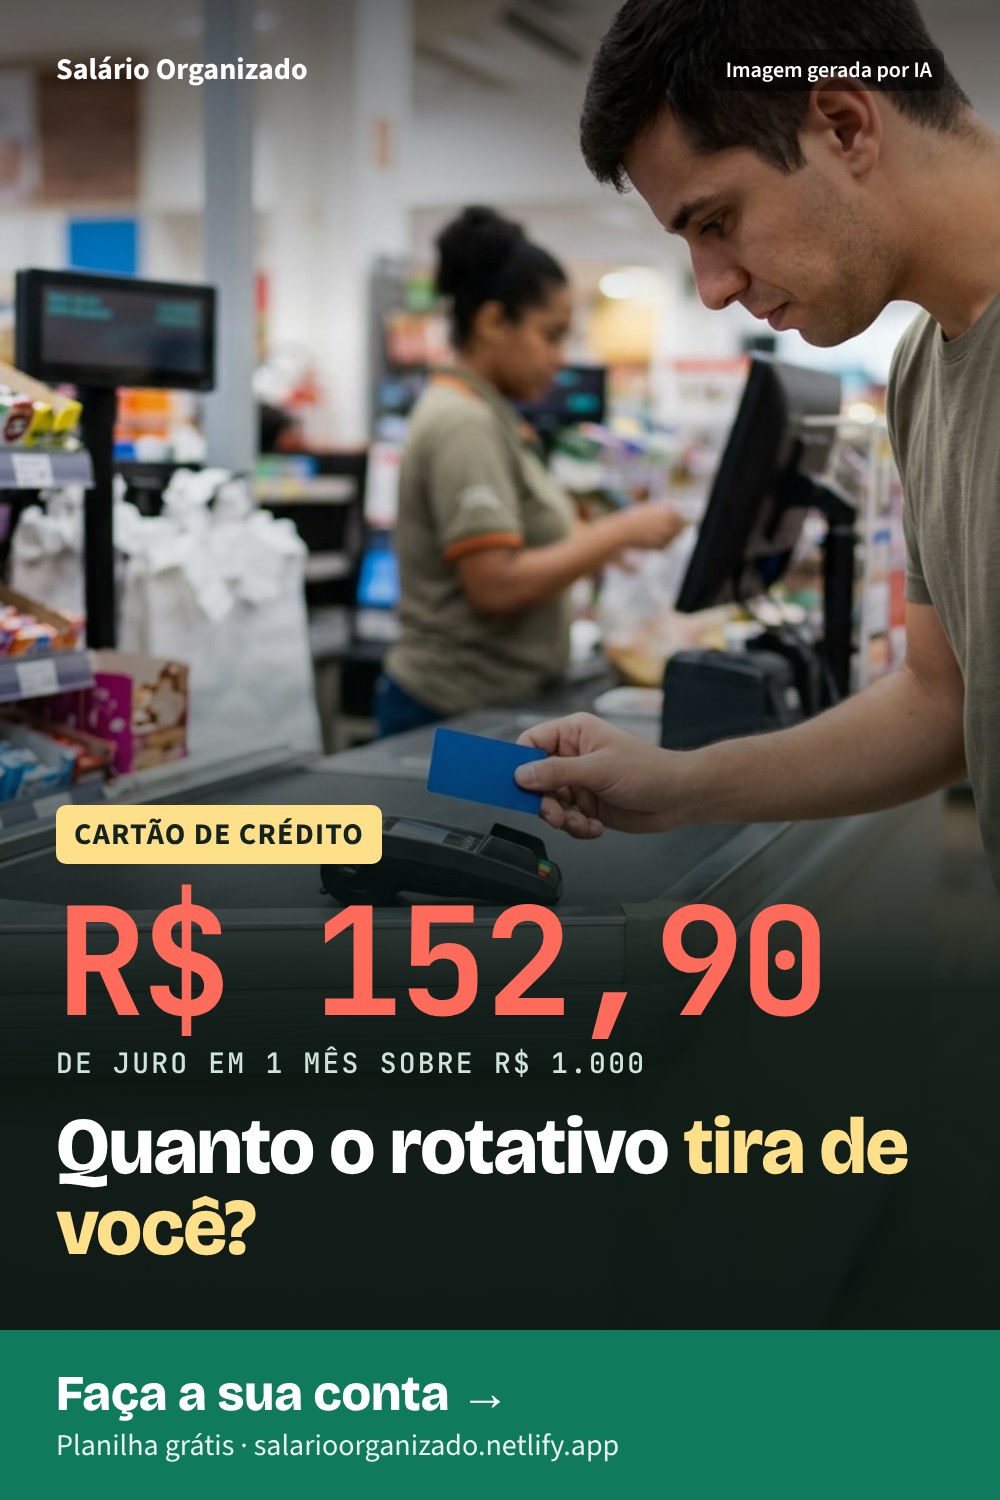 Salário Organizado
Imagem gerada por IA
CARTÃO DE CRÉDITO
R$ 152,90
DE JURO EM 1 MÊS SOBRE R$ 1.000
Quanto o rotativo tira de
você?
Faça a sua conta →
Planilha grátis · salarioorganizado.netlify.app